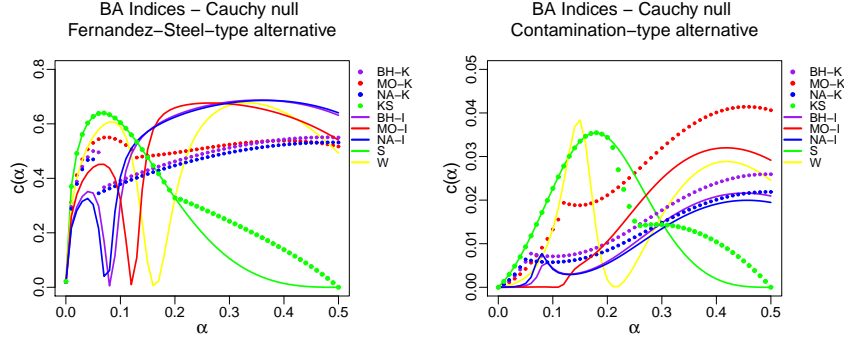 BA Indices − Cauchy null
Fernandez−Steel−type alternative
c(α)
0.0
0.2
0.4
0.6
0.8
0.0
0.1
0.2
0.3
0.4
0.5
α
BH−K
MO−K
NA−K
KS
BH−I
MO−I
NA−I
S
W
BA Indices − Cauchy null
Contamination−type alternative
c(α)
0.00
0.01
0.02
0.03
0.04
0.05
0.0
0.1
0.2
0.3
0.4
0.5
α
BH−K
MO−K
NA−K
KS
BH−I
MO−I
NA−I
S
W